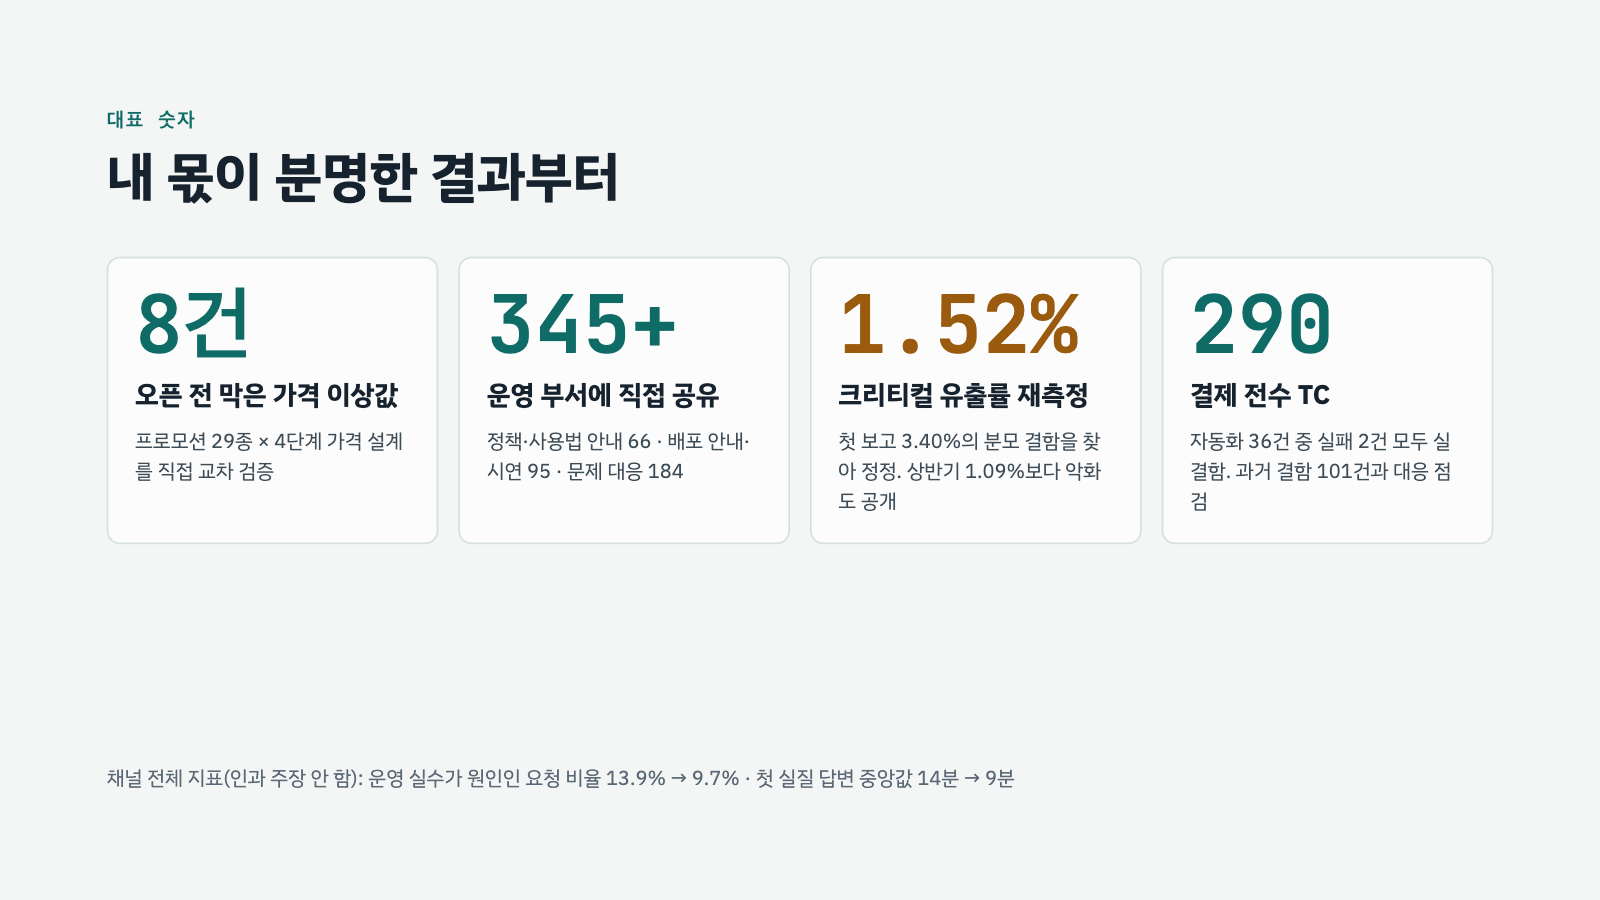 대표 숫자
내 몫이 분명한 결과부터
8건
오픈 전 막은 가격 이상값
프로모션 29종 × 4단계 가격 설계
를 직접 교차 검증
345+
운영 부서에 직접 공유
정책·사용법 안내 66 · 배포 안내·
시연 95 · 문제 대응 184
1.52%
크리티컬 유출률 재측정
첫 보고 3.40%의 분모 결함을 찾
아 정정. 상반기 1.09%보다 악화
도 공개
290
결제 전수 TC
자동화 36건 중 실패 2건 모두 실
결함. 과거 결함 101건과 대응 점
검
채널 전체 지표(인과 주장 안 함): 운영 실수가 원인인 요청 비율 13.9% → 9.7% · 첫 실질 답변 중앙값 14분 → 9분